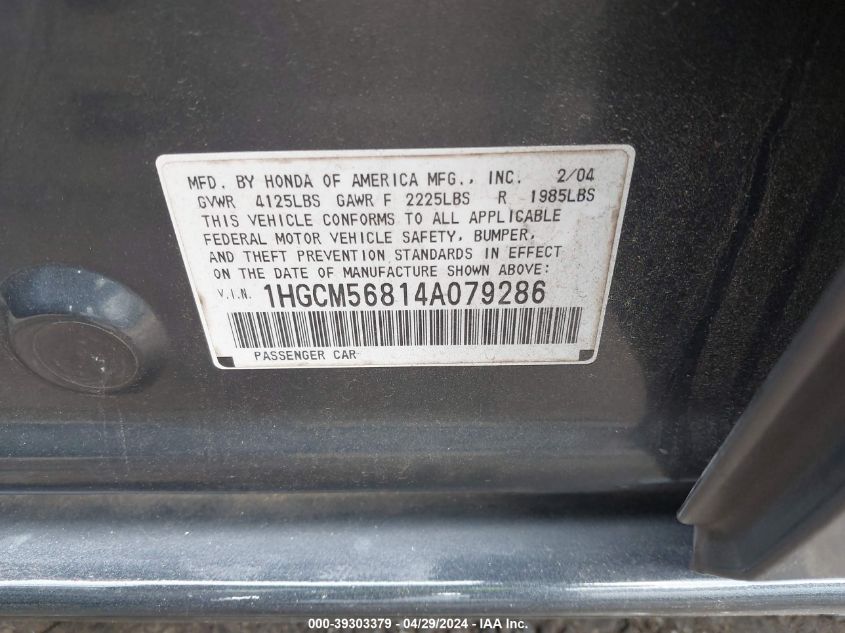 MFD. BY HONDA OF AMERICA MFG., INC. 2/04
GVWR 4125LBS GAWR F 2225LBS R 1985LBS
THIS VEHICLE CONFORMS TO ALL APPLICABLE
FEDERAL MOTOR VEHICLE SAFETY, BUMPER,
AND THEFT PREVENTION STANDARDS IN EFFECT
ON THE DATE OF MANUFACTURE SHOWN ABOVE:
V.I.N. 1HGCM56814A079286
PASSENGER CAR
000-39303379 - 04/29/2024 - IAA Inc.